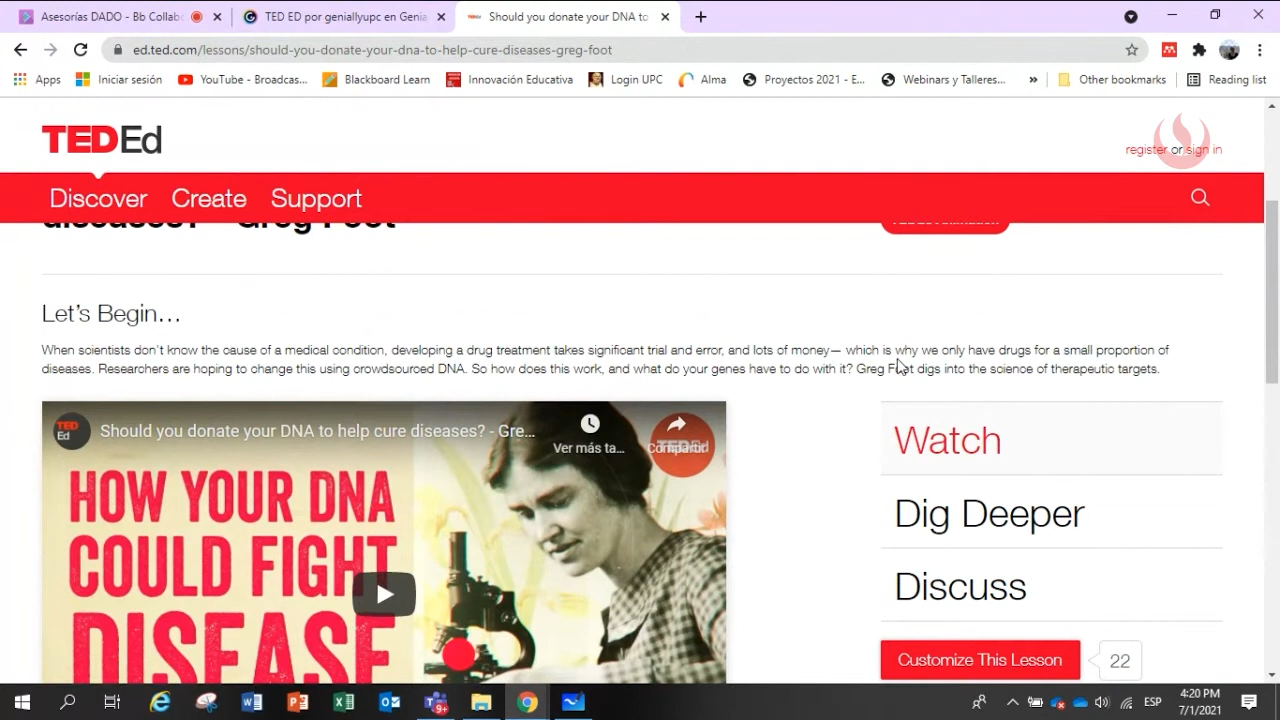 Asesorías DADO - Bb Collabo
TED ED por geniallyupc en Genia
Should you donate your DNA to
ed.ted.com/lessons/should-you-donate-your-dna-to-help-cure-diseases-greg-foot
Apps
Iniciar sesión
YouTube - Broadcas...
Blackboard Learn
Innovación Educativa
Login UPC
Alma
Proyectos 2021 - E...
Webinars y Talleres...
»
Other bookmarks
Reading list
TEDEd
register or sign in
Discover Create Support
diseases? - Greg Foot
Let's Begin...
When scientists don't know the cause of a medical condition, developing a drug treatment takes significant trial and error, and lots of money— which is why we only have drugs for a small proportion of
diseases. Researchers are hoping to change this using crowdsourced DNA. So how does this work, and what do your genes have to do with it? Greg Foot digs into the science of therapeutic targets.
TED Ed
Should you donate your DNA to help cure diseases? - Gre...
Ver más ta...
Compartir
TEDEd
HOW YOUR DNA
COULD FIGHT
DISEASE
Watch
Dig Deeper
Discuss
Customize This Lesson
22
9+
ESP
4:20 PM
7/1/2021